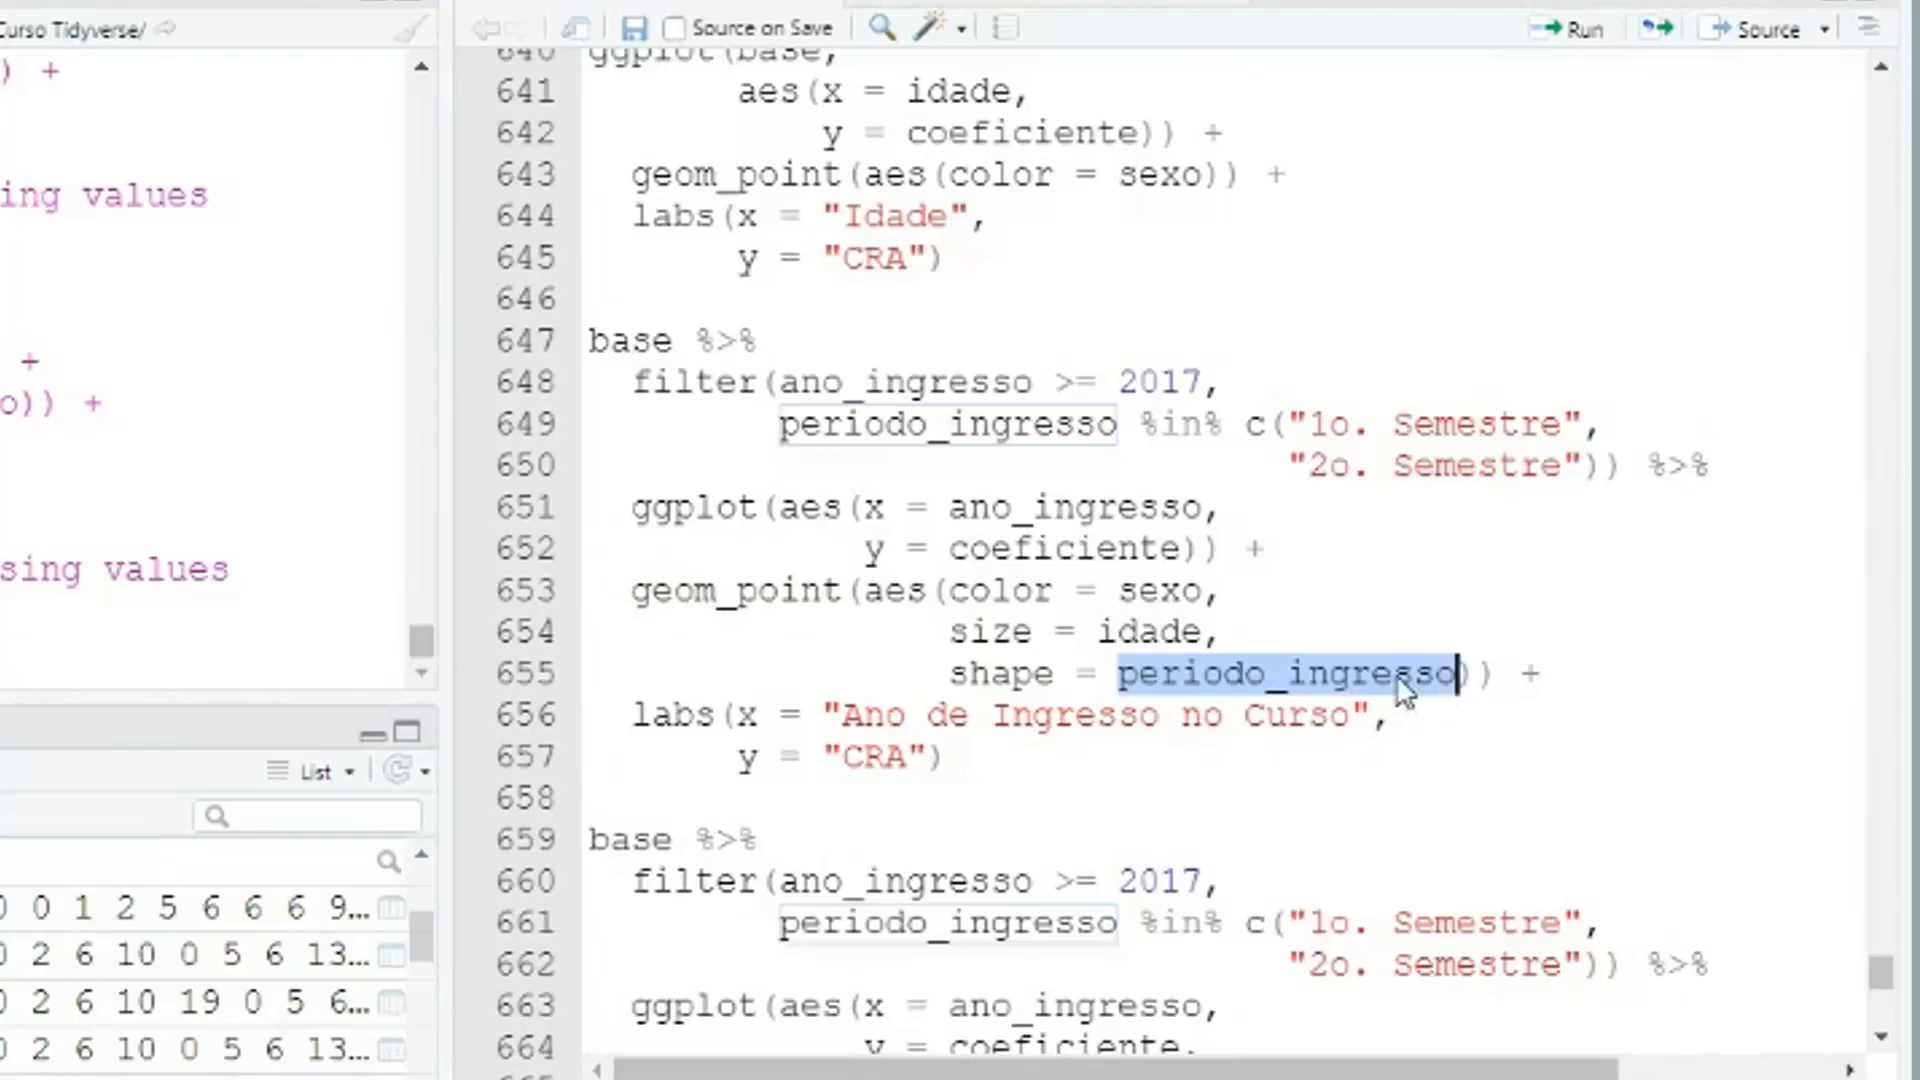 Curso Tidyverse/
) +
ing values
+
o)) +
sing values
List
0 0 1 2 5 6 6 6 9...
0 2 6 10 0 5 6 13...
0 2 6 10 19 0 5 6...
0 2 6 10 0 5 6 13...
Source on Save
Run
Source
640 ggplot(base,
641 aes(x = idade,
642 y = coeficiente)) +
643 geom_point(aes(color = sexo)) +
644 labs(x = "Idade",
645 y = "CRA")
646
647 base %>%
648 filter(ano_ingresso >= 2017,
649 periodo_ingresso %in% c("1o. Semestre",
650 "2o. Semestre")) %>%
651 ggplot(aes(x = ano_ingresso,
652 y = coeficiente)) +
653 geom_point(aes(color = sexo,
654 size = idade,
655 shape = periodo_ingresso)) +
656 labs(x = "Ano de Ingresso no Curso",
657 y = "CRA")
658
659 base %>%
660 filter(ano_ingresso >= 2017,
661 periodo_ingresso %in% c("1o. Semestre",
662 "2o. Semestre")) %>%
663 ggplot(aes(x = ano_ingresso,
664 y = coeficiente,